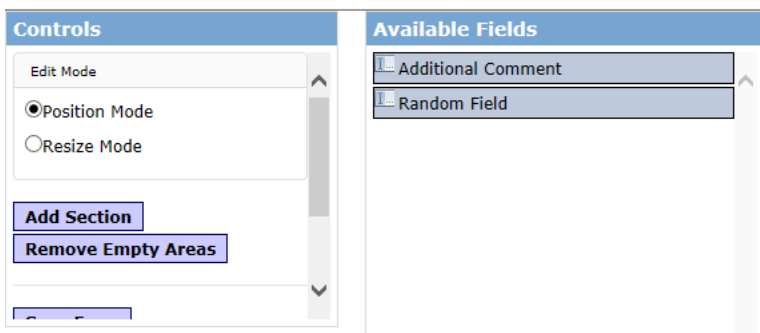 Controls
Edit Mode
Position Mode
Resize Mode
Add Section
Remove Empty Areas
Available Fields
Additional Comment
Random Field